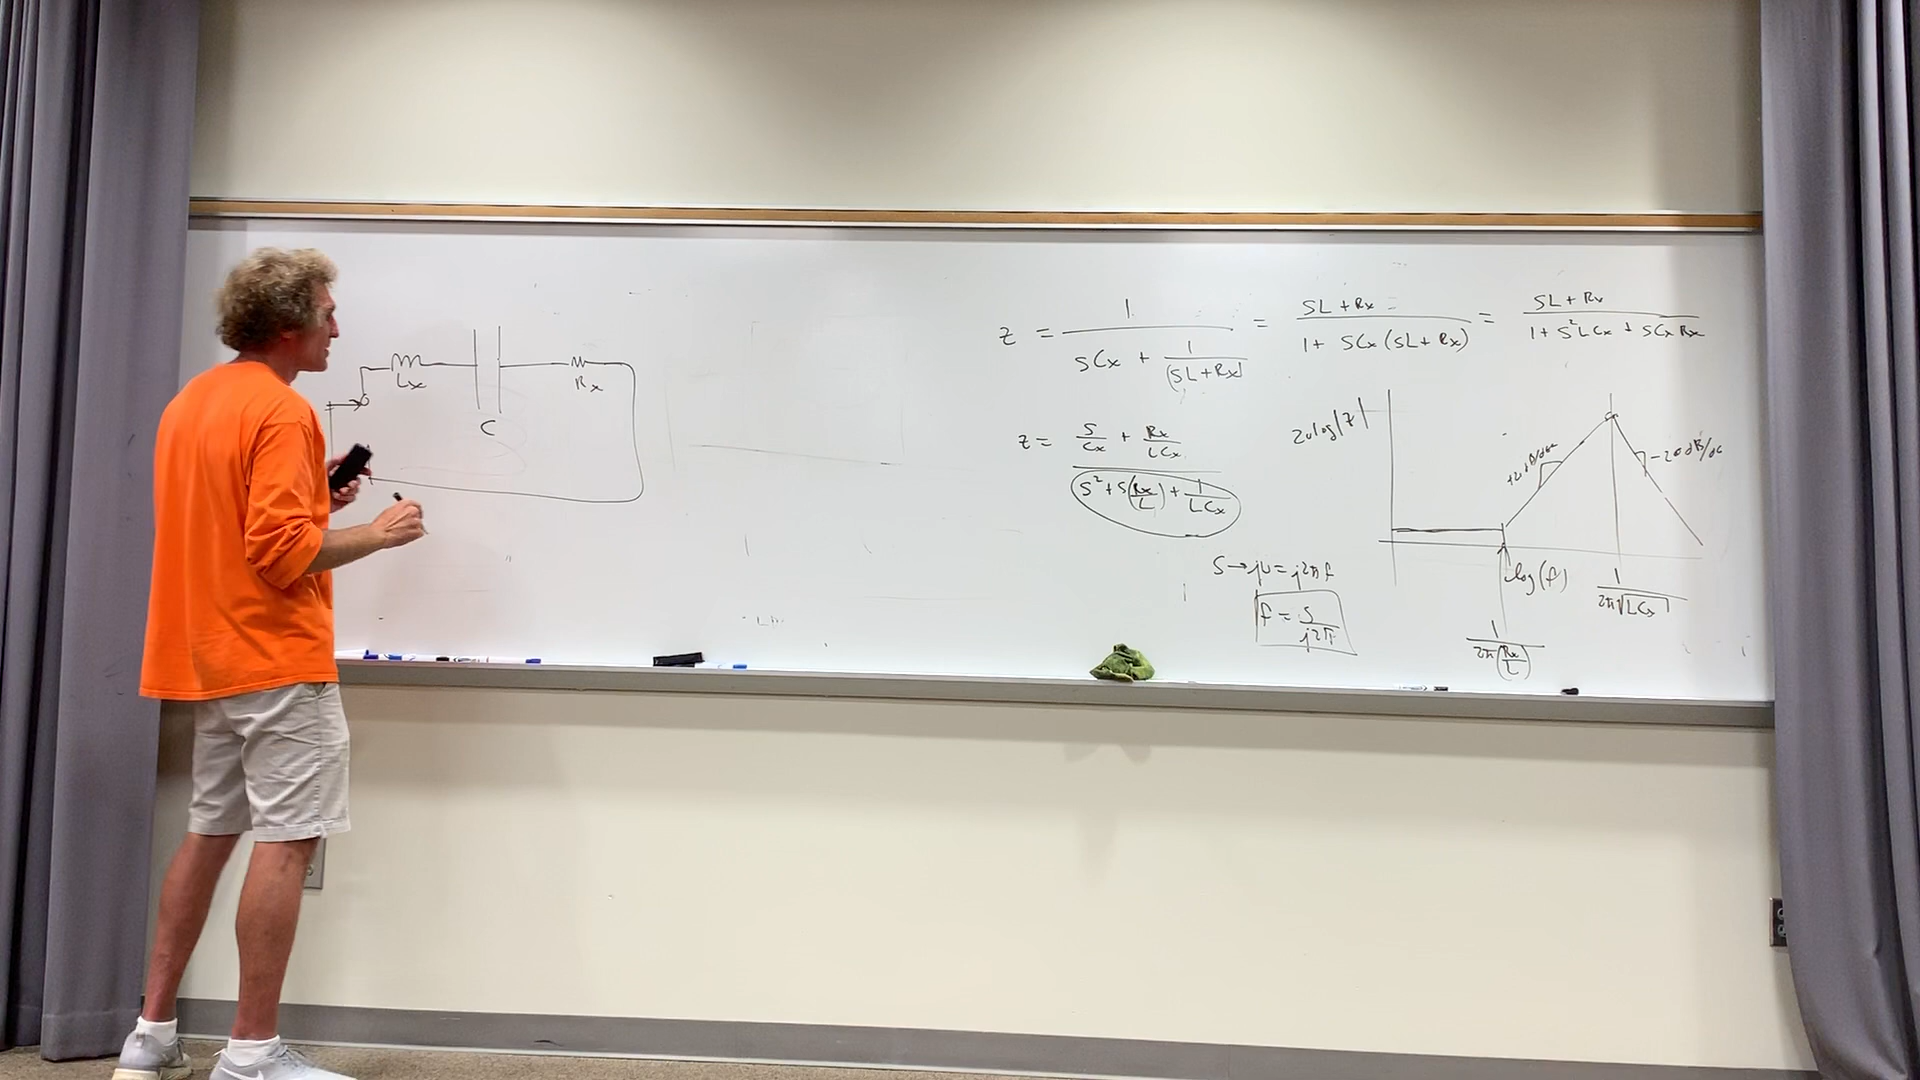 Lx
C
Rx
Z = 1 / (SCx + 1/(SL+Rx)) = (SL+Rx) / (1+ SCx(SL+Rx)) = (SL+Rx) / (1+S²LCx+SCxRx)
Z = (S/Cx + Rx/LCx) / (S²+S(Rx/L)+1/LCx)
20log|Z|
+20dB/dec
-20dB/dc
log(f)
1/(2π√LCx)
1/(2π(Rx/L))
S→jω=j2πf
f = S/j2π